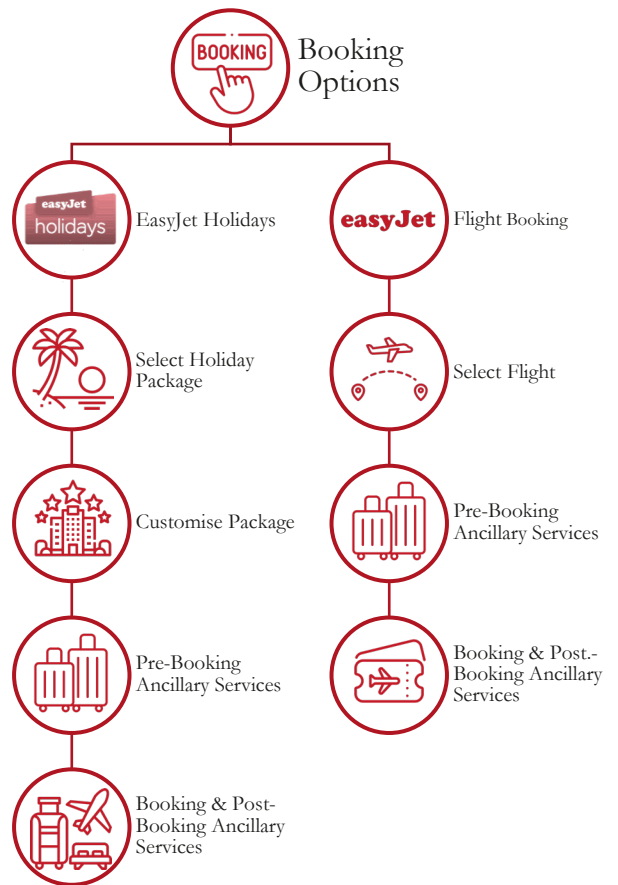 BOOKING
Booking
Options
easyJet
holidays
EasyJet Holidays
easyJet
Flight Booking
Select Holiday
Package
Select Flight
Customise Package
Pre-Booking
Ancillary Services
Pre-Booking
Ancillary Services
Booking & Post.-
Booking Ancillary
Services
Booking & Post-
Booking Ancillary
Services